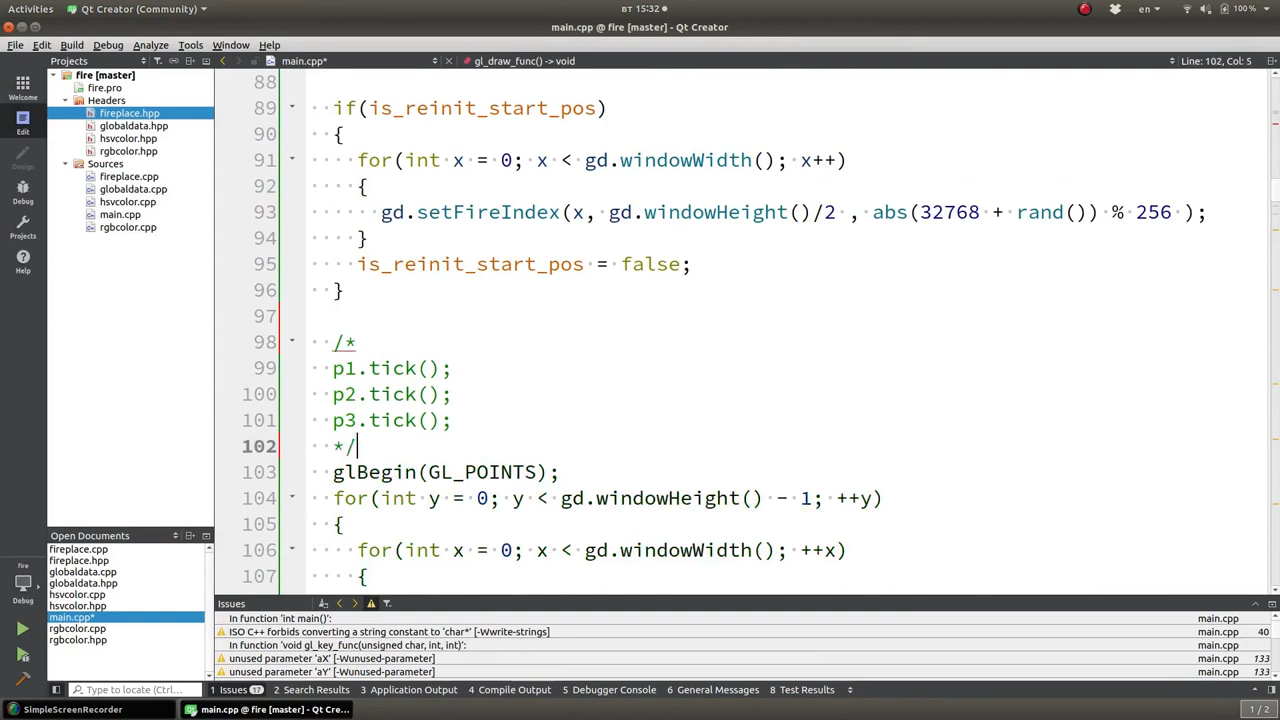 Activities
Qt Creator (Community)
ВТ 15:32
en
100 %
main.cpp @ fire [master] - Qt Creator
File Edit Build Debug Analyze Tools Window Help
Projects
main.cpp*
gl_draw_func() -> void
Line: 102, Col: 5
Welcome
Edit
Design
Debug
Projects
Help
fire [master]
fire.pro
Headers
fireplace.hpp
globaldata.hpp
hsvcolor.hpp
rgbcolor.hpp
Sources
fireplace.cpp
globaldata.cpp
hsvcolor.cpp
main.cpp
rgbcolor.cpp
88
89 if(is_reinit_start_pos)
90 {
91 for(int x = 0; x < gd.windowWidth(); x++)
92 {
93 gd.setFireIndex(x, gd.windowHeight()/2 , abs(32768 + rand()) % 256 );
94 }
95 is_reinit_start_pos = false;
96 }
97
98 /*
99 p1.tick();
100 p2.tick();
101 p3.tick();
102 */
103 glBegin(GL_POINTS);
104 for(int y = 0; y < gd.windowHeight() - 1; ++y)
105 {
106 for(int x = 0; x < gd.windowWidth(); ++x)
107 {
Open Documents
fireplace.cpp
fireplace.hpp
globaldata.cpp
globaldata.hpp
hsvcolor.cpp
hsvcolor.hpp
main.cpp*
rgbcolor.cpp
rgbcolor.hpp
fire
Debug
Issues
In function 'int main()': main.cpp
ISO C++ forbids converting a string constant to 'char*' [-Wwrite-strings] main.cpp 40
In function 'void gl_key_func(unsigned char, int, int)': main.cpp
unused parameter 'aX' [-Wunused-parameter] main.cpp 133
unused parameter 'aY' [-Wunused-parameter] main.cpp 133
Type to locate (Ctrl...
1 Issues 17
2 Search Results
3 Application Output
4 Compile Output
5 Debugger Console
6 General Messages
8 Test Results
SimpleScreenRecorder
main.cpp @ fire [master] - Qt Cre...
1 / 2